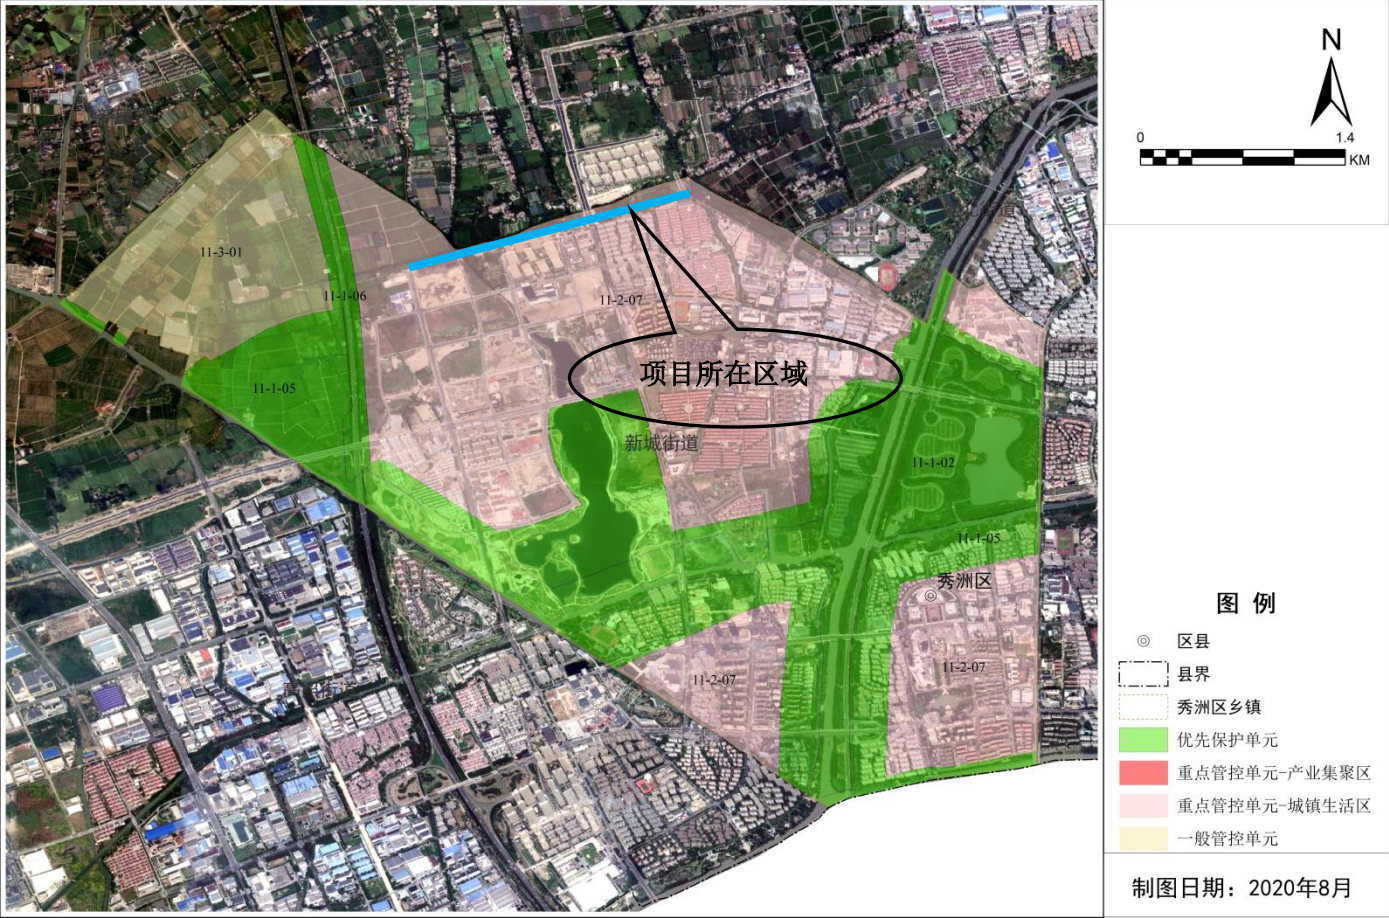 11-3-01
11-1-06
11-2-07
11-1-05
项目所在区域
新城街道
11-1-02
11-1-05
秀洲区
11-2-07
11-2-07
道
N
0
1.4
KM
图 例
区县
县界
秀洲区乡镇
优先保护单元
重点管控单元-产业集聚区
重点管控单元-城镇生活区
一般管控单元
制图日期：2020年8月